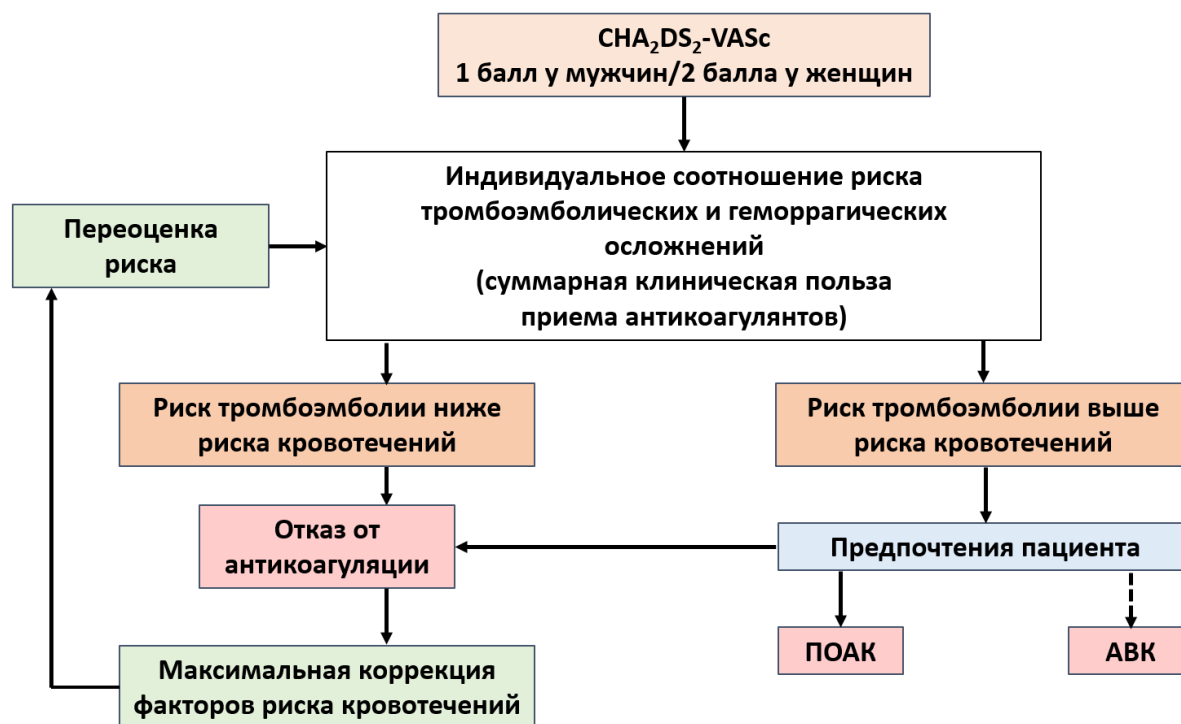 CHA₂DS₂-VASc
1 балл у мужчин/2 балла у женщин
Индивидуальное соотношение риска
тромбоэмболических и геморрагических
осложнений
(суммарная клиническая польза
приема антикоагулянтов)
Переоценка
риска
Риск тромбоэмболии ниже
риска кровотечений
Риск тромбоэмболии выше
риска кровотечений
Отказ от
антикоагуляции
Предпочтения пациента
ПОАК
АВК
Максимальная коррекция
факторов риска кровотечений